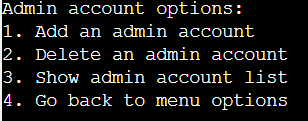 Admin account options:
1. Add an admin account
2. Delete an admin account
3. Show admin account list
4. Go back to menu options